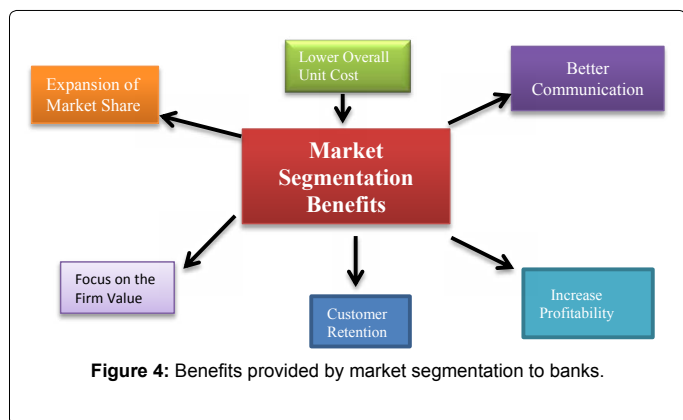 Lower Overall
Unit Cost
Expansion of
Market Share
Better
Communication
Market
Segmentation
Benefits
Focus on the
Firm Value
Customer
Retention
Increase
Profitability
Figure 4: Benefits provided by market segmentation to banks.